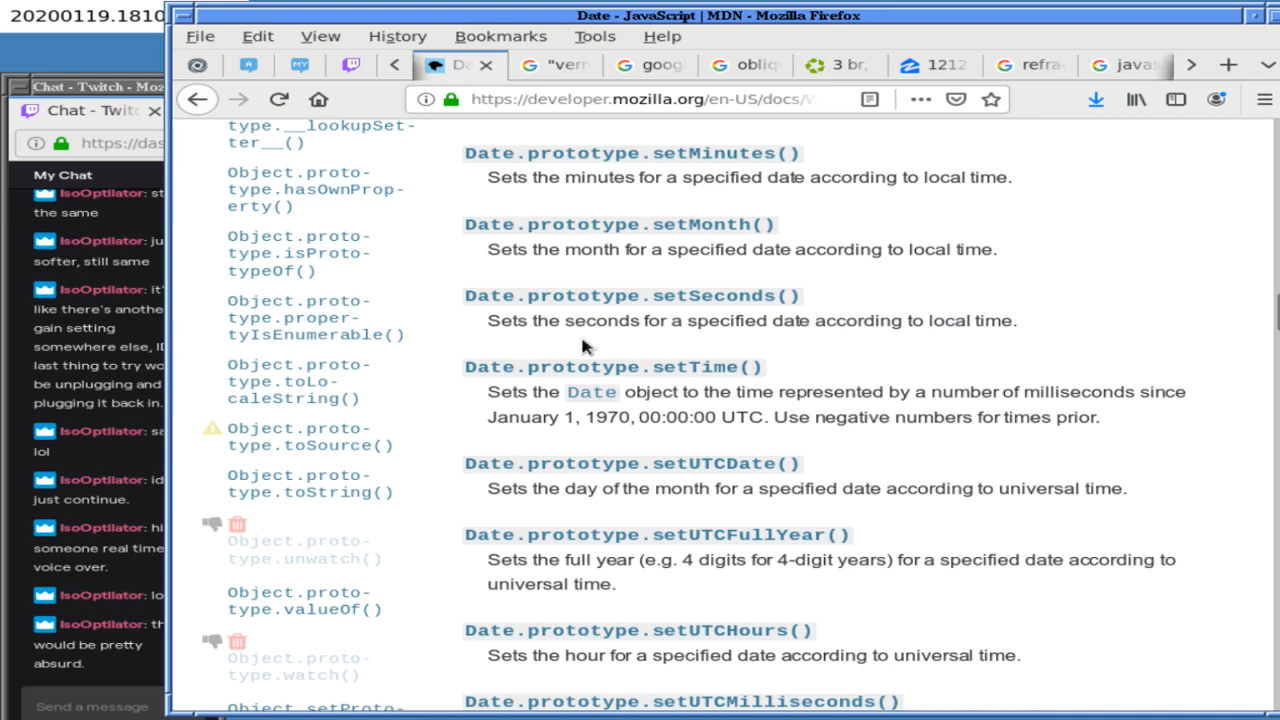 20200119.1810
Date - JavaScript | MDN - Mozilla Firefox
File Edit View History Bookmarks Tools Help
Chat - Twitch - Moz
"verr
goog
obliq
3 br,
1212
refra
javas
Chat - Twitc
https://developer.mozilla.org/en-US/docs/W
https://das
My Chat
IsoOptilator: st
the same
IsoOptilator: ju
softer, still same
IsoOptilator: it'
like there's anothe
gain setting
somewhere else, ID
last thing to try wo
be unplugging and
plugging it back in.
IsoOptilator: sa
lol
IsoOptilator: id
just continue.
IsoOptilator: hi
someone real time
voice over.
IsoOptilator: lo
IsoOptilator: th
would be pretty
absurd.
Send a message
type.__lookupSet-
ter__()
Object.proto-
type.hasOwnProp-
erty()
Object.proto-
type.isProto-
typeOf()
Object.proto-
type.proper-
tyIsEnumerable()
Object.proto-
type.toLo-
caleString()
Object.proto-
type.toSource()
Object.proto-
type.toString()
Object.proto-
type.unwatch()
Object.proto-
type.valueOf()
Object.proto-
type.watch()
Object.setProto-
Date.prototype.setMinutes()
Sets the minutes for a specified date according to local time.
Date.prototype.setMonth()
Sets the month for a specified date according to local time.
Date.prototype.setSeconds()
Sets the seconds for a specified date according to local time.
Date.prototype.setTime()
Sets the Date object to the time represented by a number of milliseconds since
January 1, 1970, 00:00:00 UTC. Use negative numbers for times prior.
Date.prototype.setUTCDate()
Sets the day of the month for a specified date according to universal time.
Date.prototype.setUTCFullYear()
Sets the full year (e.g. 4 digits for 4-digit years) for a specified date according to
universal time.
Date.prototype.setUTCHours()
Sets the hour for a specified date according to universal time.
Date.prototype.setUTCMilliseconds()